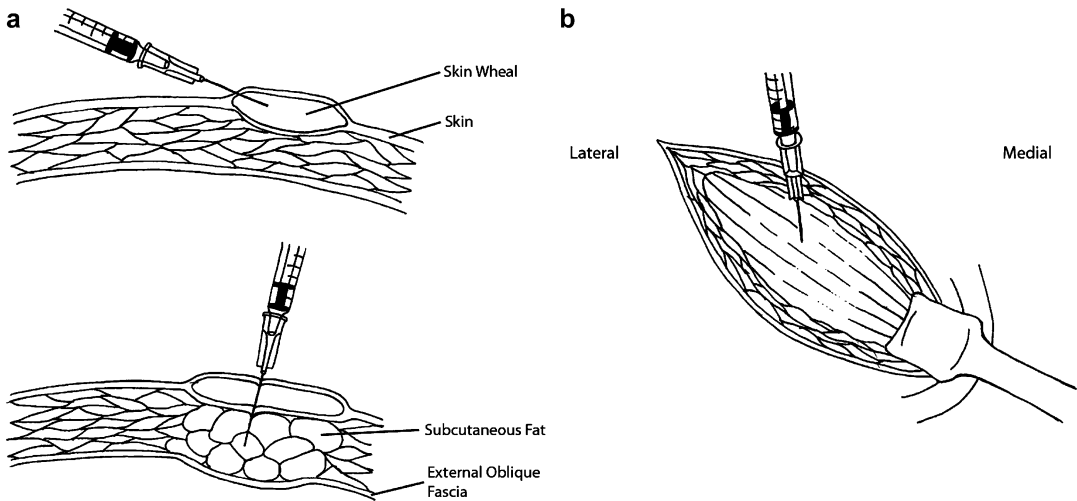 a
Skin Wheal
Skin
Subcutaneous Fat
External Oblique
Fascia
b
Lateral
Medial